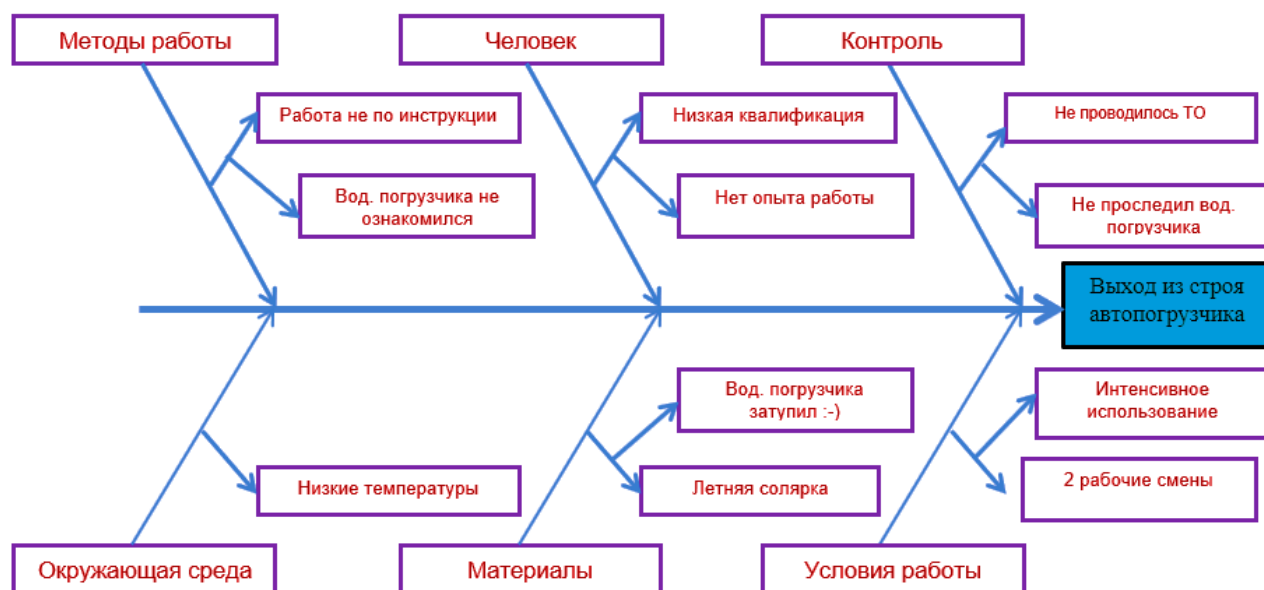 Методы работы
Человек
Контроль
Работа не по инструкции
Низкая квалификация
Не проводилось ТО
Вод. погрузчика не
ознакомился
Нет опыта работы
Не проследил вод.
погрузчика
Выход из строя
автопогрузчика
Вод. погрузчика
затупил :-)
Интенсивное
использование
Низкие температуры
Летняя солярка
2 рабочие смены
Окружающая среда
Материалы
Условия работы